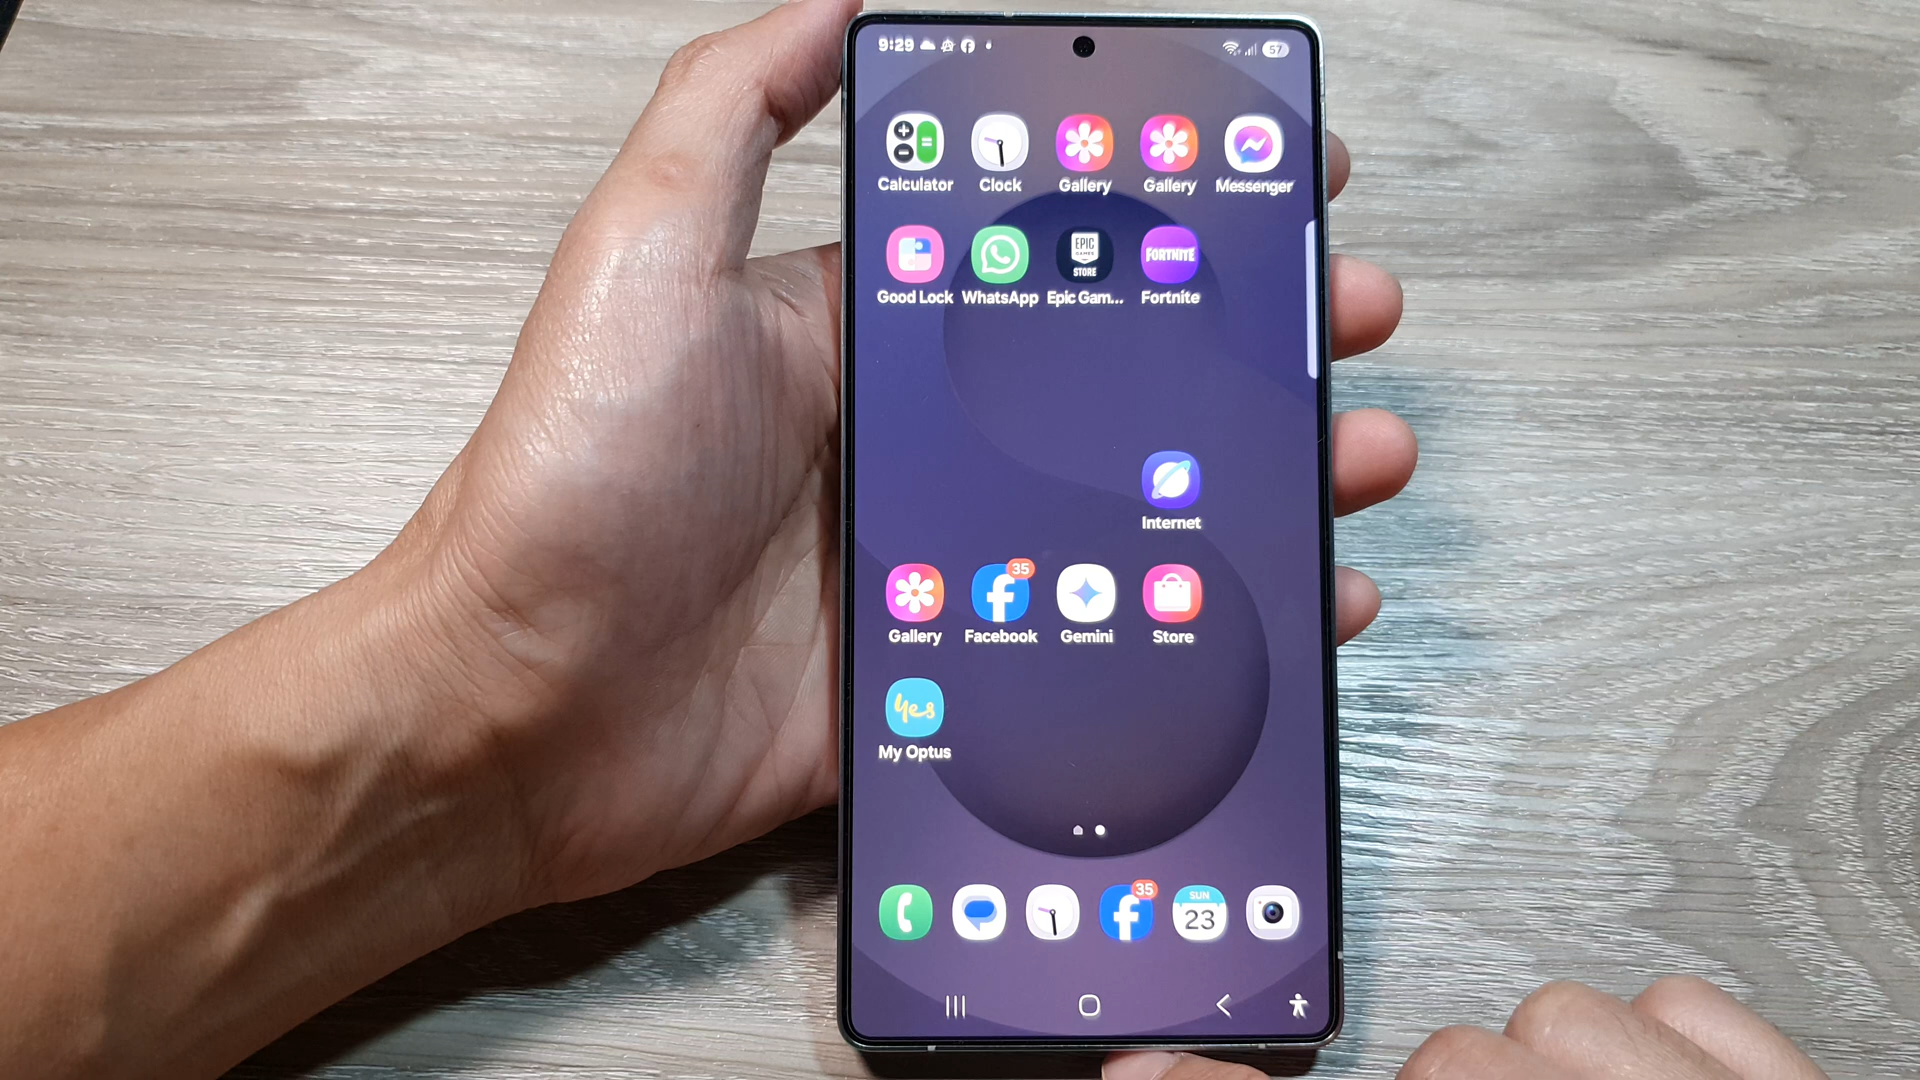 9:29 57
Calculator Clock Gallery Gallery Messenger
EPIC GAMES STORE FORTNITE
Good Lock WhatsApp Epic Gam... Fortnite
Internet
35
Gallery Facebook Gemini Store
Yes
My Optus
35
SUN
23